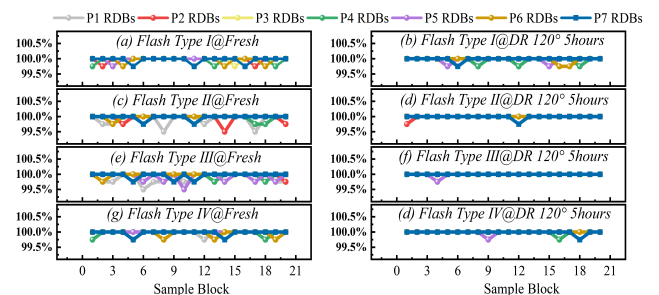 P1 RDBs P2 RDBs P3 RDBs P4 RDBs P5 RDBs P6 RDBs P7 RDBs
(a) Flash Type I@Fresh
(b) Flash Type I@DR 120° 5hours
100.5%
100.0%
99.5%
(c) Flash Type II@Fresh
(d) Flash Type II@DR 120° 5hours
100.5%
100.0%
99.5%
(e) Flash Type III@Fresh
(f) Flash Type III@DR 120° 5hours
100.5%
100.0%
99.5%
(g) Flash Type IV@Fresh
(d) Flash Type IV@DR 120° 5hours
100.5%
100.0%
99.5%
0 3 6 9 12 15 18 21 0 3 6 9 12 15 18 21
Sample Block Sample Block